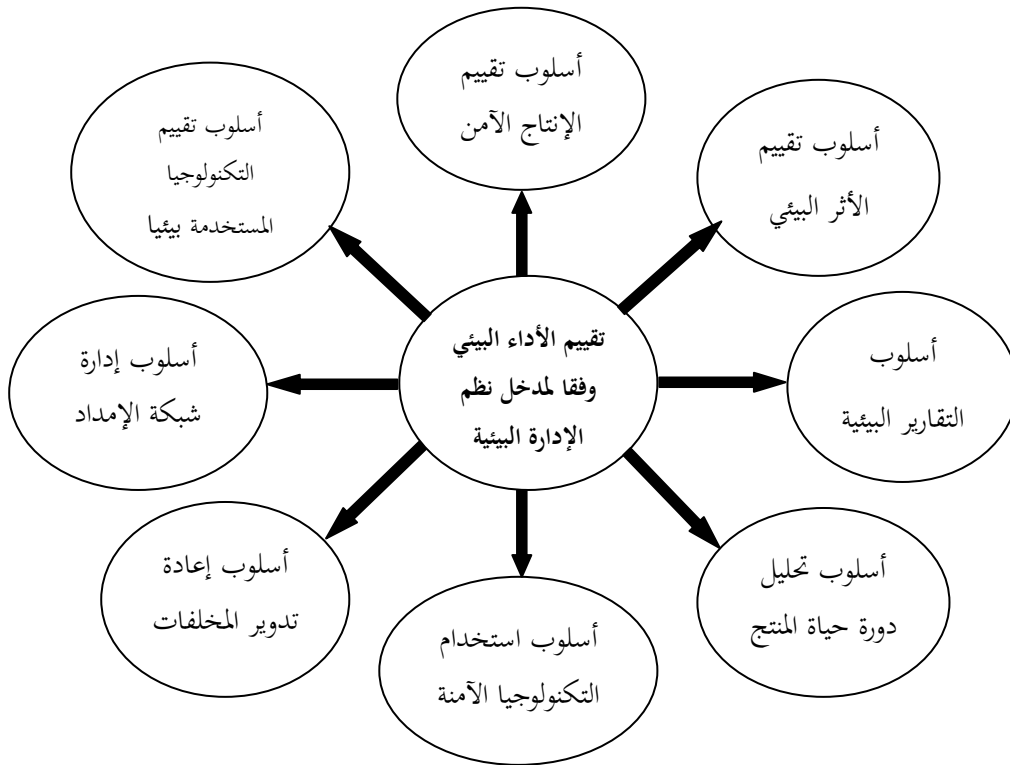 أسلوب تقييم
الإنتاج الآمن
أسلوب تقييم
الأثر البيئي
أسلوب تقييم
التكنولوجيا
المستخدمة بيئيا
تقييم الأداء البيئي
وفقا لمدخل نظم
الإدارة البيئية
أسلوب
التقارير البيئية
أسلوب إدارة
شبكة الإمداد
أسلوب تحليل
دورة حياة المنتج
أسلوب إعادة
تدوير المخلفات
أسلوب استخدام
التكنولوجيا الآمنة